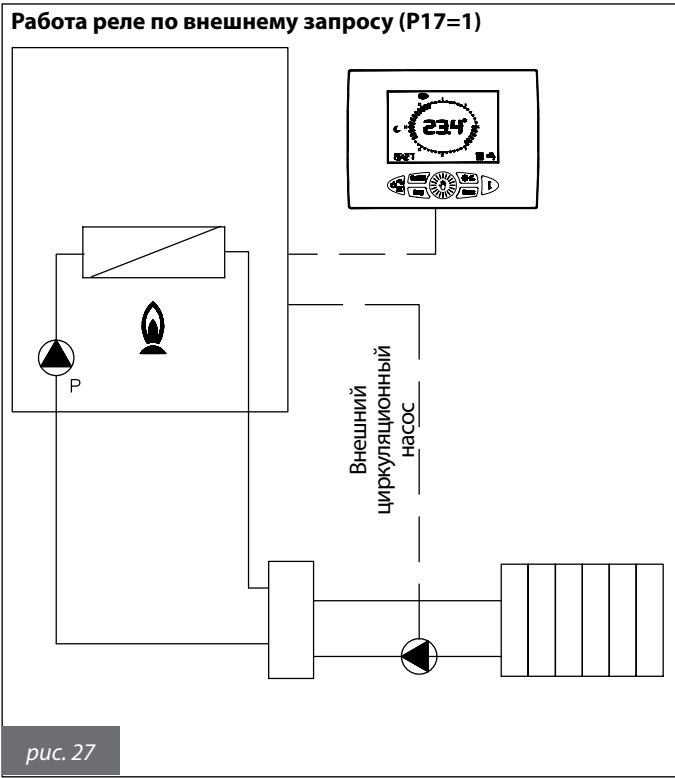 Работа реле по внешнему запросу (P17=1)
23.4°
P
Внешний
циркуляционный
насос
рис. 27